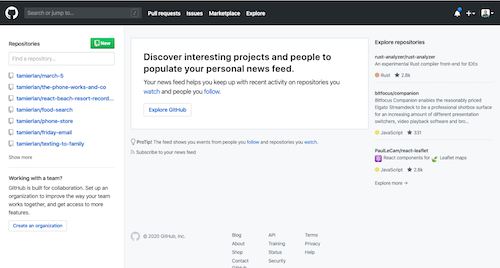 Search or jump to...
/
Pull requests
Issues
Marketplace
Explore
Repositories
New
Find a repository...
tamierian/march-5
tamierian/the-phone-works-and-co
tamierian/react-beach-resort-record...
tamierian/food-search
tamierian/phone-store
tamierian/friday-email
tamierian/texting-to-family
Show more
Working with a team?
GitHub is built for collaboration. Set up an
organization to improve the way your team
works together, and get access to more
features.
Create an organization
Discover interesting projects and people to
populate your personal news feed.
Your news feed helps you keep up with recent activity on repositories you
watch and people you follow.
Explore GitHub
ProTip! The feed shows you events from people you follow and repositories you watch.
Subscribe to your news feed
Explore repositories
rust-analyzer/rust-analyzer
An experimental Rust compiler front-end for IDEs
Rust
2.8k
bitfocus/companion
Bitfocus Companion enables the reasonably priced
Elgato Streamdeck to be a professional shotbox surface
for an increasing amount of different presentation
switchers, video playback software and bro...
JavaScript
331
PaulLeCam/react-leaflet
React components for Leaflet maps
JavaScript
2.8k
Explore more →
© 2020 GitHub, Inc.
Blog
About
Shop
Contact
GitHub
API
Training
Status
Security
Terms
Privacy
Help